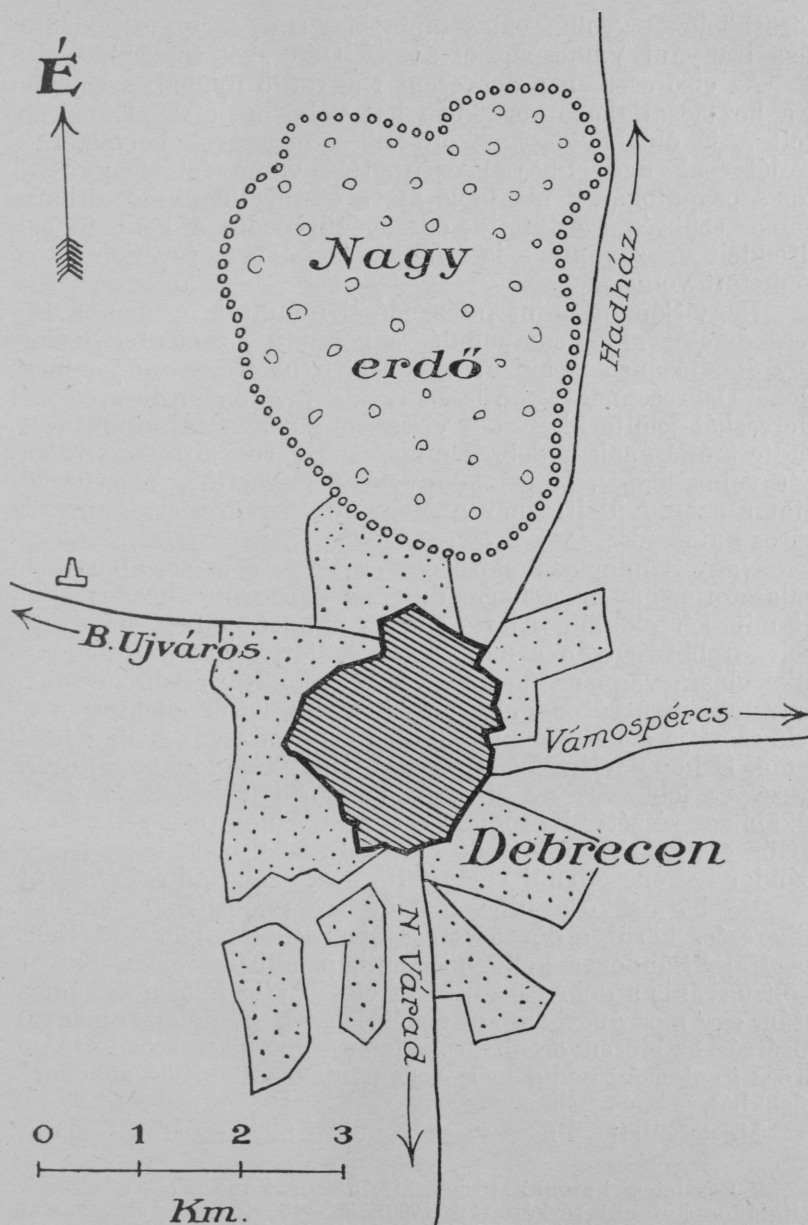 É
Nagy
erdő
Hadház
B. Ujváros
Vámospércs
Debrecen
N. Várad
0 1 2 3
Km.